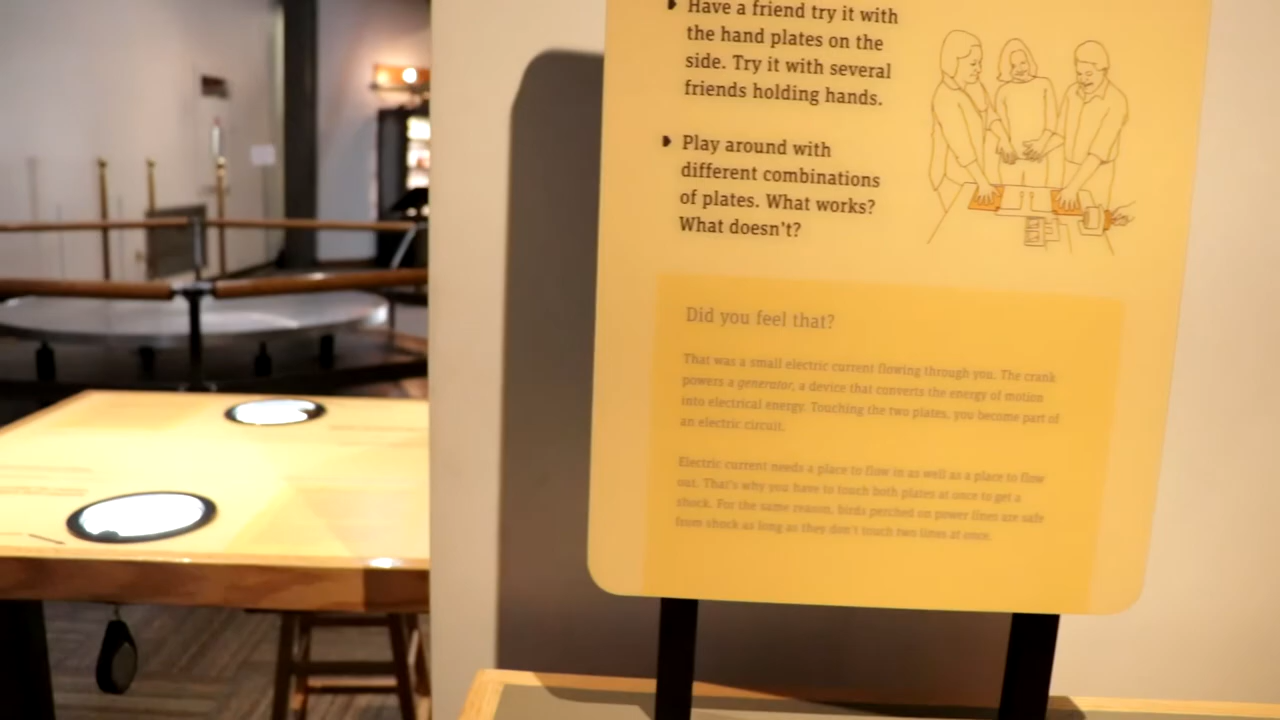 Have a friend try it with
the hand plates on the
side. Try it with several
friends holding hands.
Play around with
different combinations
of plates. What works?
What doesn't?
Did you feel that?
That was a small electric current flowing through you. The crank
powers a generator, a device that converts the energy of motion
into electrical energy. Touching the two plates, you become part of
an electric circuit.
Electric current needs a place to flow in as well as a place to flow
out. That's why you have to touch both plates at once to get a
shock. For the same reason, birds perched on power lines are safe
from shock as long as they don't touch two lines at once.